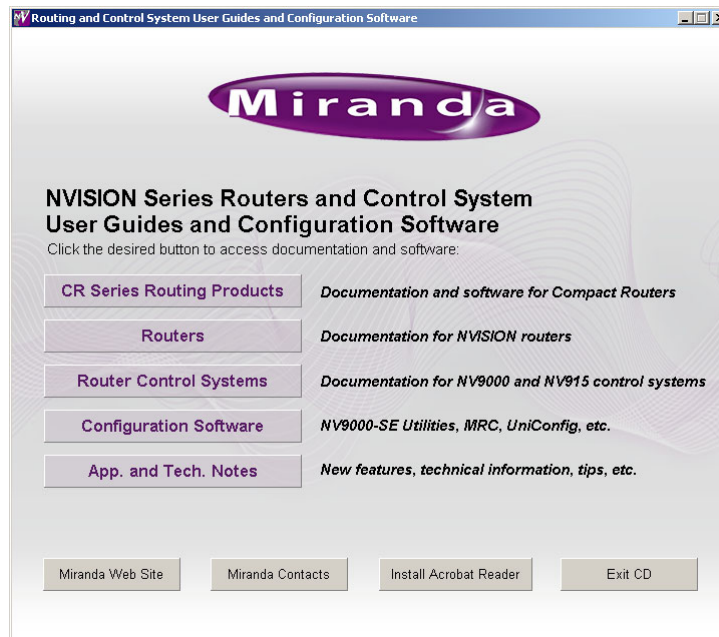 Routing and Control System User Guides and Configuration Software
Miranda
NVISION Series Routers and Control System
User Guides and Configuration Software
Click the desired button to access documentation and software:
CR Series Routing Products Documentation and software for Compact Routers
Routers Documentation for NVISION routers
Router Control Systems Documentation for NV9000 and NV915 control systems
Configuration Software NV9000-SE Utilities, MRC, UniConfig, etc.
App. and Tech. Notes New features, technical information, tips, etc.
Miranda Web Site Miranda Contacts Install Acrobat Reader Exit CD